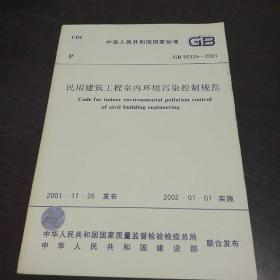 UDC
中华人民共和国国家标准
GB
P
GB 50325-2001
民用建筑工程室内环境污染控制规范
Code for indoor environmental pollution control
of civil building engineering
2001-11-26 发布
2002-01-01 实施
中华人民共和国国家质量监督检验检疫总局
中华人民共和国建设部
联合发布